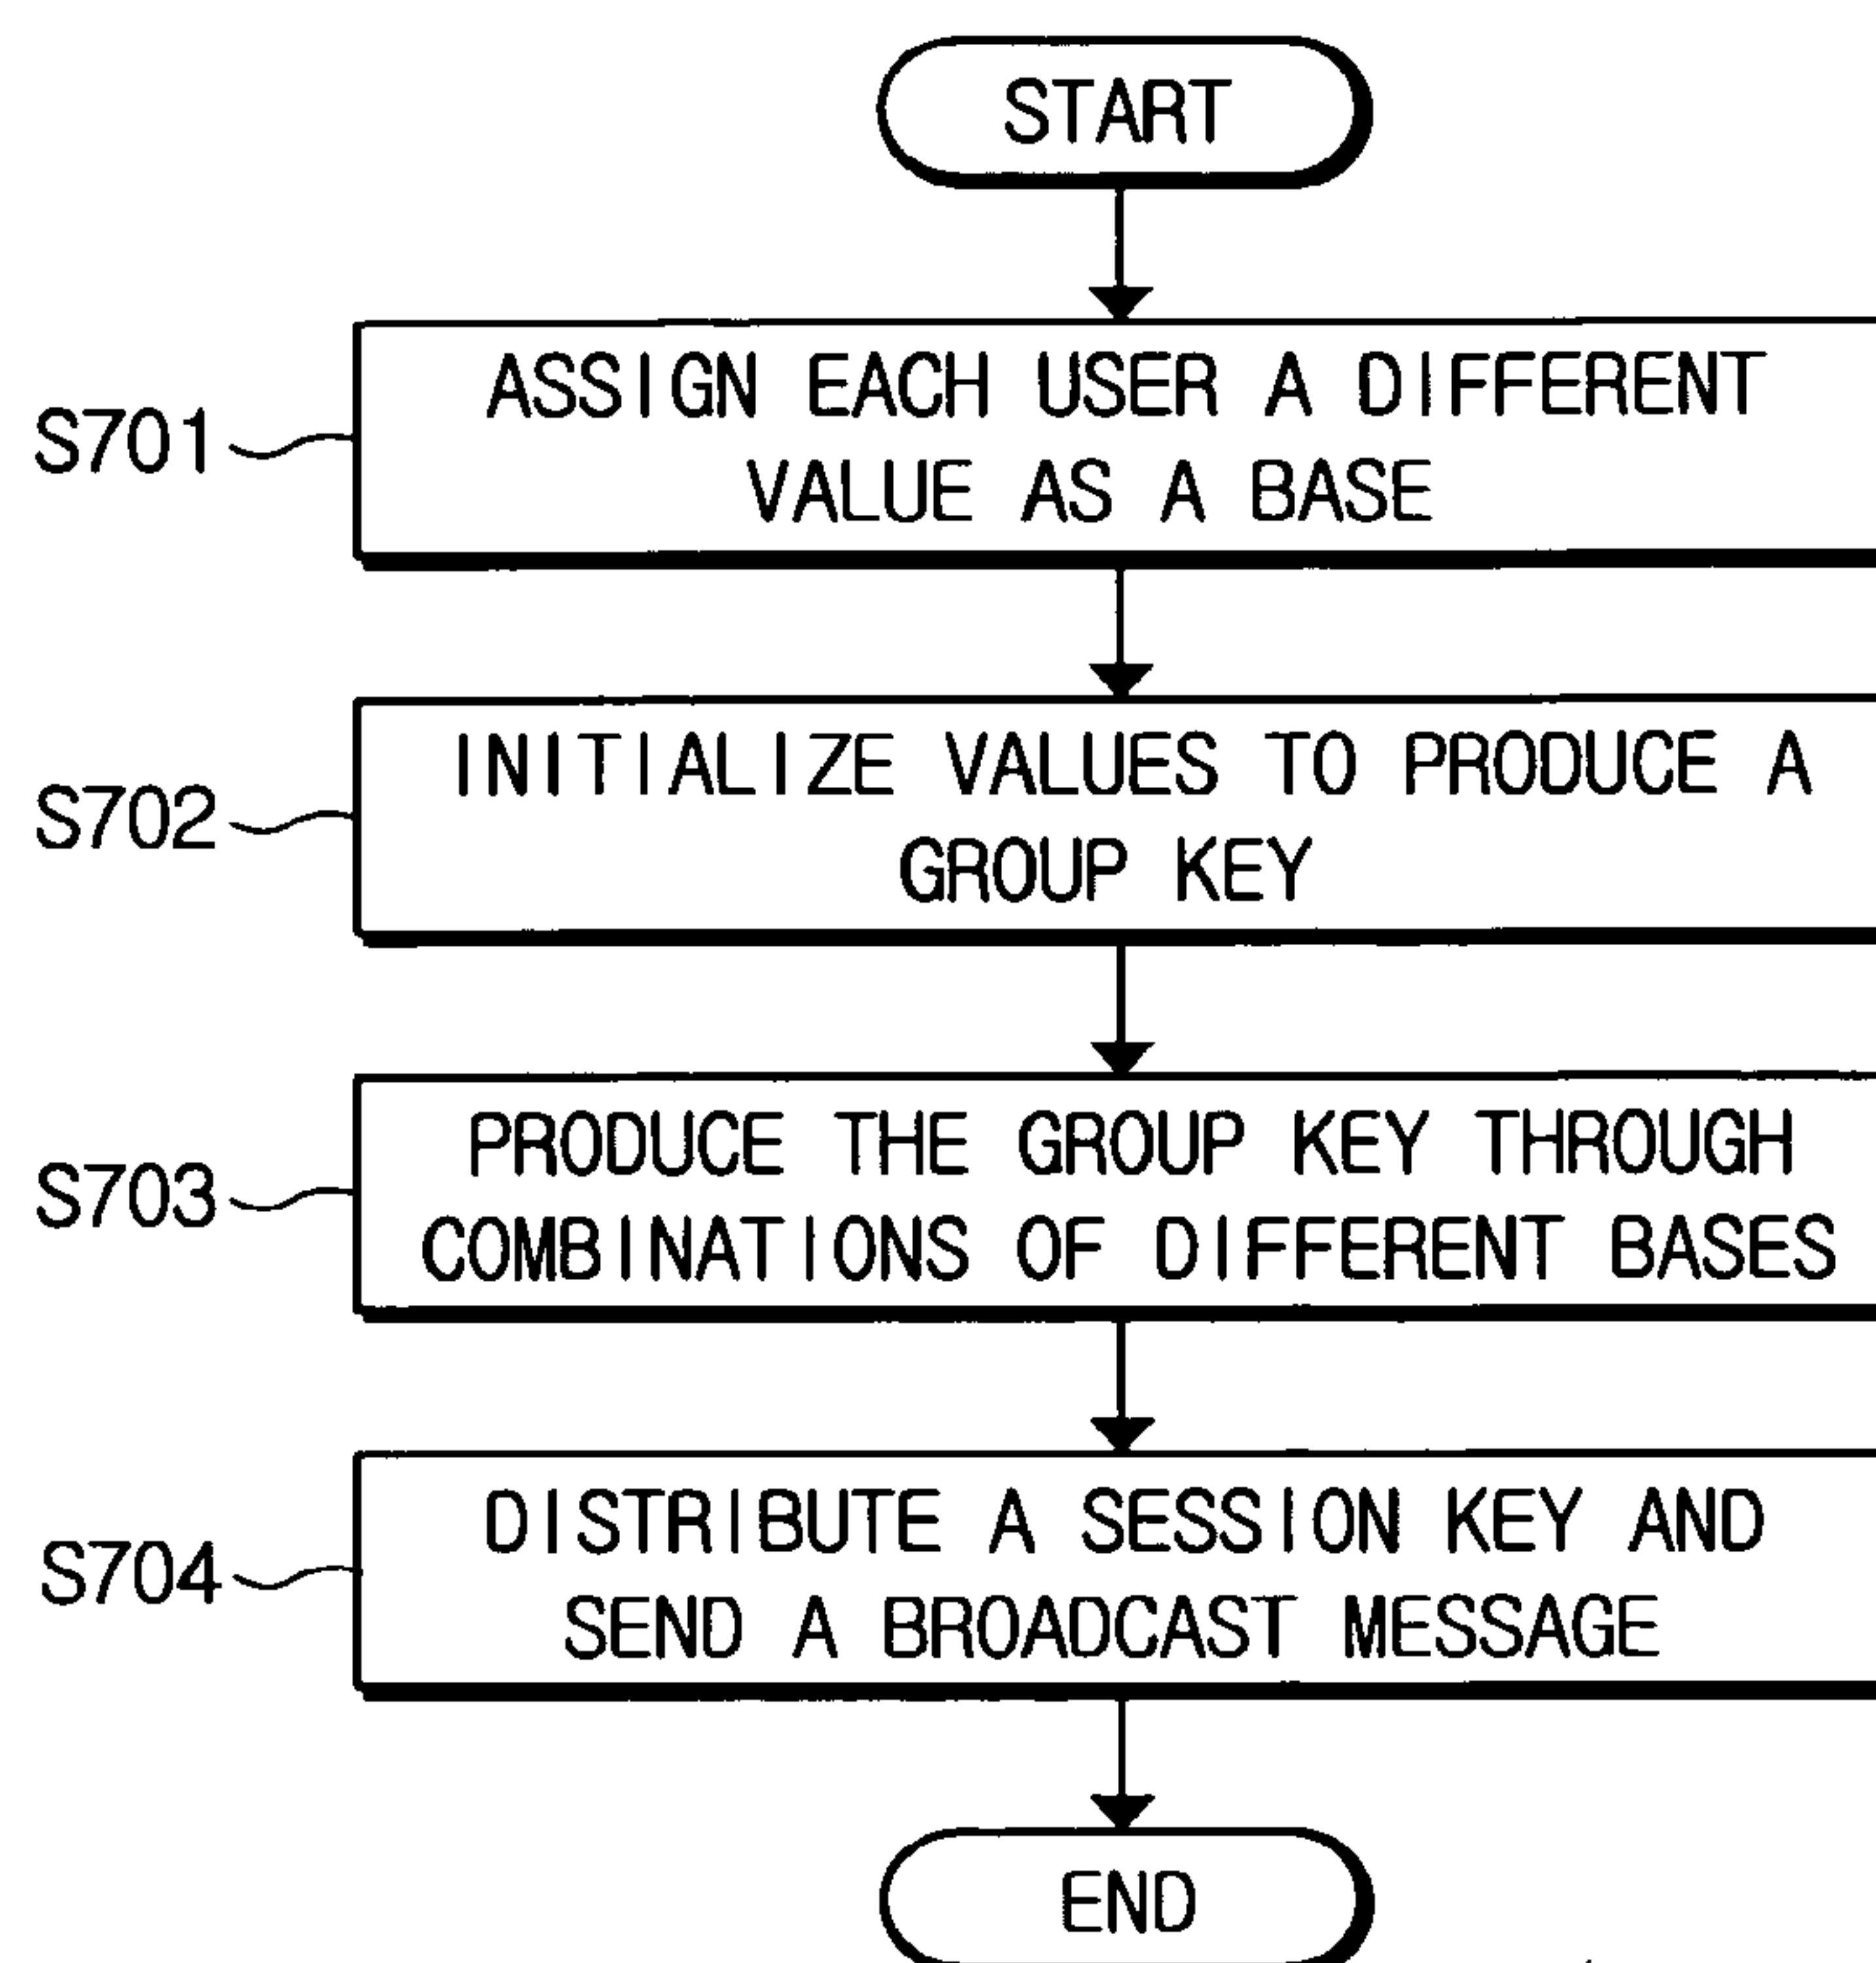 START
S701
ASSIGN EACH USER A DIFFERENT
VALUE AS A BASE
S702
INITIALIZE VALUES TO PRODUCE A
GROUP KEY
S703
PRODUCE THE GROUP KEY THROUGH
COMBINATIONS OF DIFFERENT BASES
S704
DISTRIBUTE A SESSION KEY AND
SEND A BROADCAST MESSAGE
END